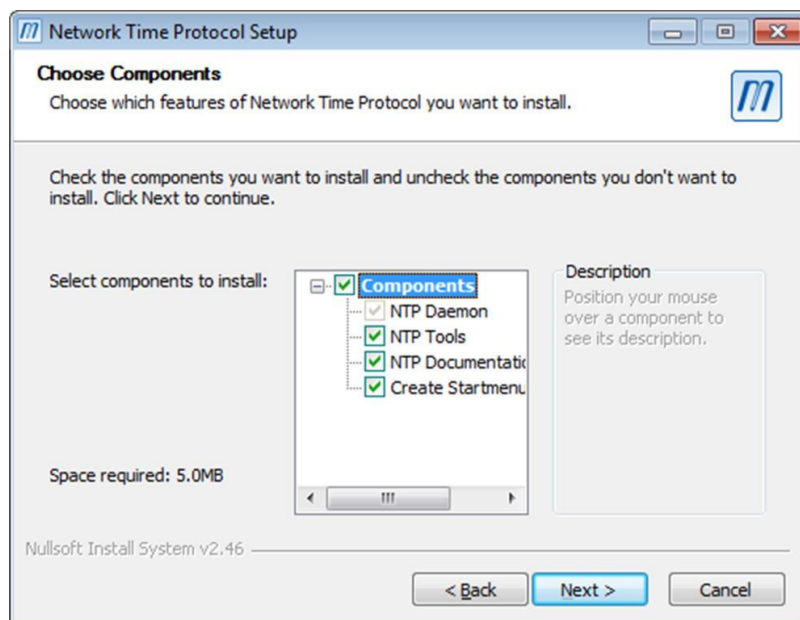 Network Time Protocol Setup
Choose Components
Choose which features of Network Time Protocol you want to install.
Check the components you want to install and uncheck the components you don't want to
install. Click Next to continue.
Select components to install:
Components
NTP Daemon
NTP Tools
NTP Documentatio
Create Startmenu
Description
Position your mouse
over a component to
see its description.
Space required: 5.0MB
Nullsoft Install System v2.46
< Back
Next >
Cancel